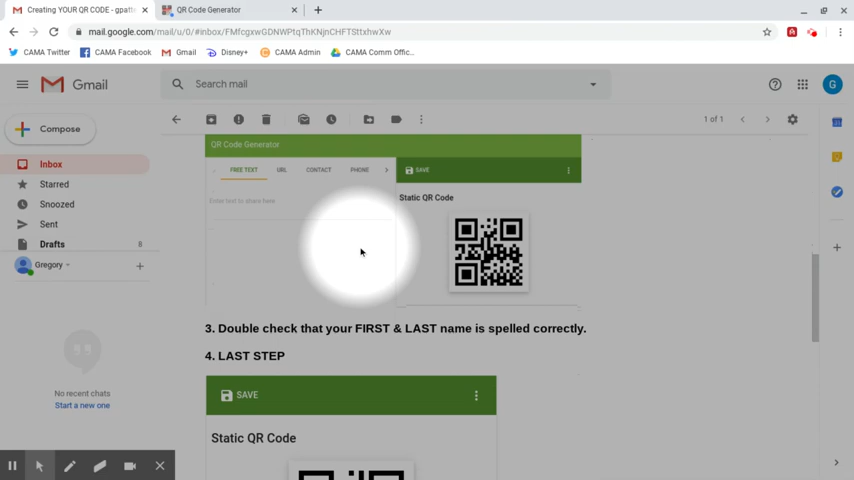 Creating YOUR QR CODE - gpatt
QR Code Generator
mail.google.com/mail/u/0/#inbox/FMfcgxwGDNWPtqThKNjnCHFTSttxhwXw
CAMA Twitter
CAMA Facebook
Gmail
Disney+
CAMA Admin
CAMA Comm Offic...
Gmail
Search mail
G
Compose
1 of 1
Inbox
Starred
Snoozed
Sent
Drafts
8
Gregory
No recent chats
Start a new one
QR Code Generator
FREE TEXT
URL
CONTACT
PHONE
SAVE
Enter text to share here
Static QR Code
3. Double check that your FIRST & LAST name is spelled correctly.
4. LAST STEP
SAVE
Static QR Code